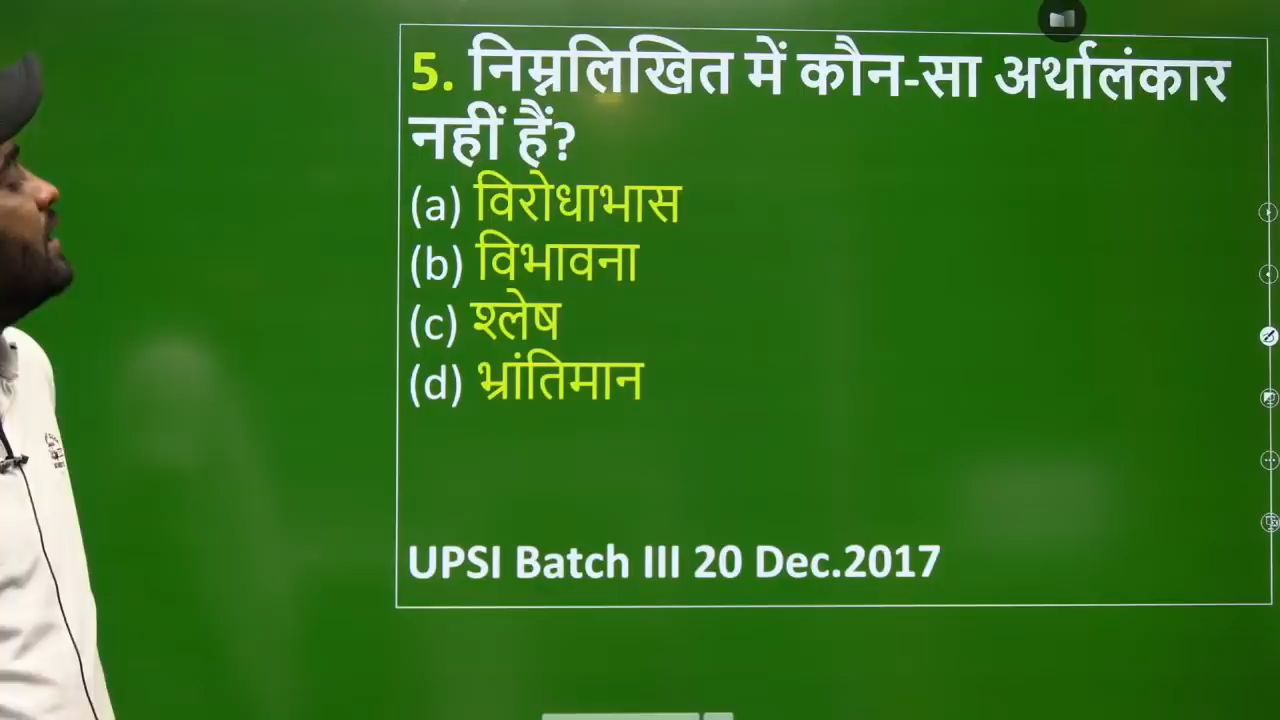 5. निम्नलिखित में कौन-सा अर्थालंकार
नहीं हैं?
(a) विरोधाभास
(b) विभावना
(c) श्लेष
(d) भ्रांतिमान
UPSI Batch III 20 Dec.2017